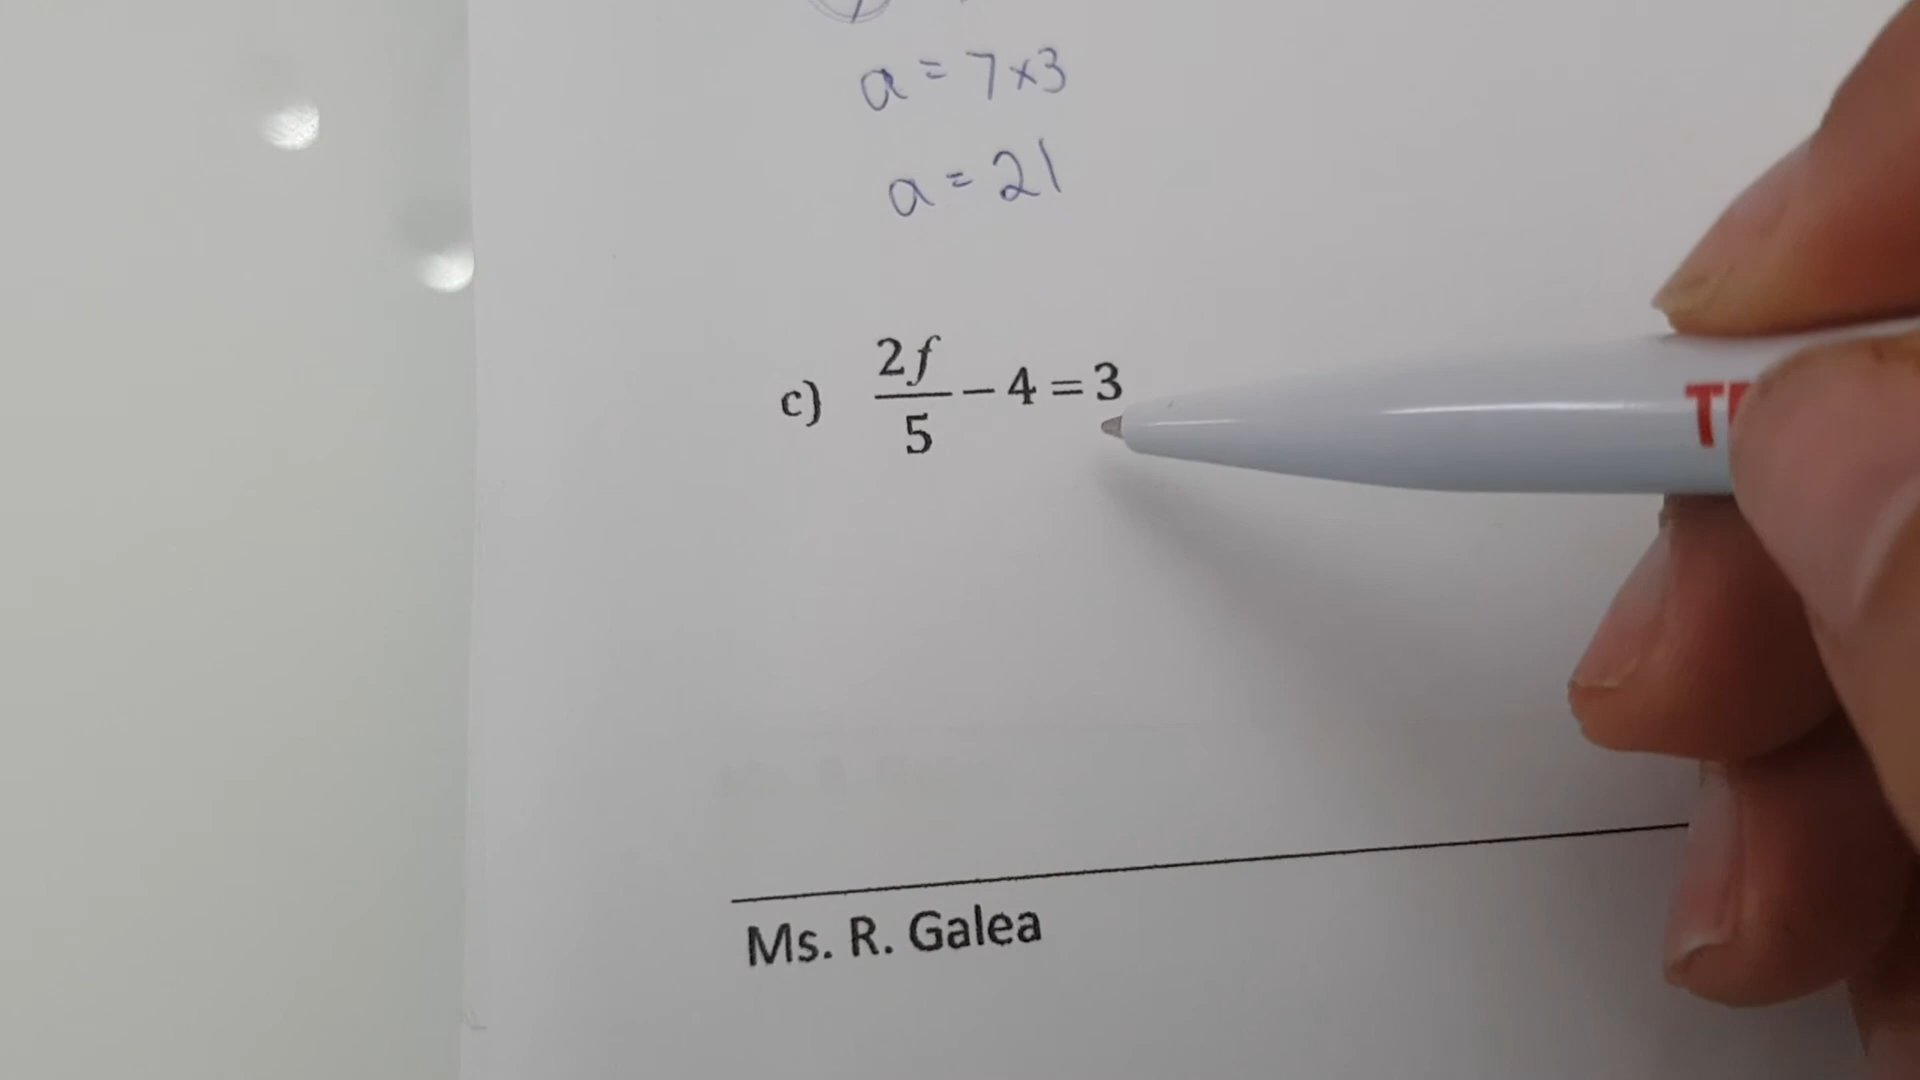 a = 7×3
a = 21
c) 2f/5 − 4 = 3
Ms. R. Galea